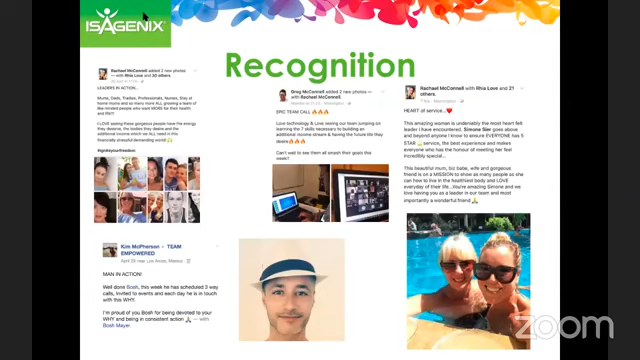 ISAGENIX
Recognition
Rachael McConnell added 2 new photos
— with Rhia Love and 20 others.
LEADERS IN ACTION..
Mums, Dads, Tradies, Professionals, Nurses, Stay at
home mums and so many more ALL growing a team of
like minded people who want MORE for their health
and life!!
I LOVE seeing these gorgeous people have the energy
they deserve, the bodies they desire and the
additional income which we ALL need in this
financially stressed demanding world
Greg McConnell added 2 new photos —
with Rachael McConnell.
EPIC TEAM CALL
Love technology & Love seeing our team jumping on
learning the 7 skills necessary to building an
additional income stream & having the future life they
desire
Can't wait to see them all smash their goals this
week!!
Rachael McConnell with Rhia Love and 21
others.
HEART of service...
This amazing woman is undeniably the most heart felt
leader I have encountered. Simone Sier goes above
and beyond anyone I know to ensure EVERYONE has 5
STAR service, the best experience and makes
everyone who has the honour of meeting her feel
incredibly special...
This beautiful mum, biz babe, wife and gorgeous
friend is on a MISSION to show as many people as she
can how to live in the healthiest body and LOVE
everyday of their life...You're amazing Simone and we
love having you as a leader in our team and most
importantly a wonderful friend
Kim McPherson ▸ TEAM
EMPOWERED
April 20 near Los Arcos, Mexico
MAN IN ACTION!
Well done Bosh, this week he has scheduled 3 way
calls, invited to events and each day he is in touch
with this WHY.
I'm proud of you Bosh for being devoted to your
WHY and being in consistent action — with
Bosh Mayer.
zoom